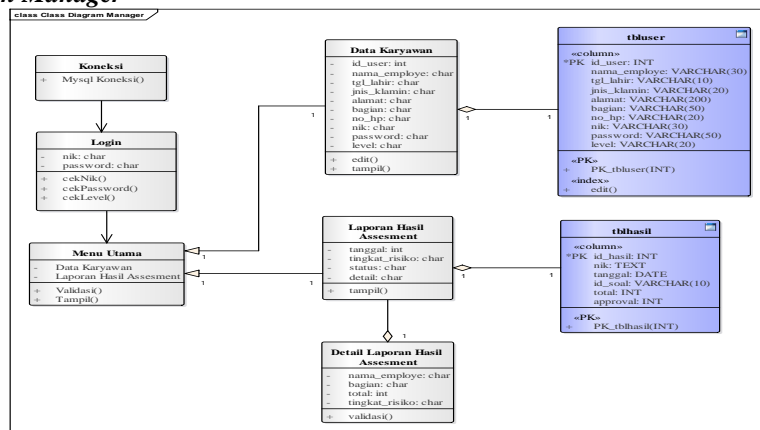 Manager
class Class Diagram Manager
Koneksi
+ Mysql Koneksi()
Login
- nik: char
- password: char
+ cekNik()
+ cekPassword()
+ cekLevel()
Menu Utama
- Data Karyawan
- Laporan Hasil Assesment
+ Validasi()
+ Tampil()
Data Karyawan
- id_user: int
- nama_employe: char
- tgl_lahir: char
- jnis_klamin: char
- alamat: char
- bagian: char
- no_hp: char
- nik: char
- password: char
- level: char
+ edit()
+ tampil()
Laporan Hasil
Assesment
- tanggal: int
- tingkat_risiko: char
- status: char
- detail: char
+ tampil()
Detail Laporan Hasil
Assesment
- nama_employe: char
- bagian: char
- total: int
- tingkat_risiko: char
+ validasi()
tbluser
«column»
*PK id_user: INT
nama_employe: VARCHAR(30)
tgl_lahir: VARCHAR(10)
jnis_klamin: VARCHAR(20)
alamat: VARCHAR(200)
bagian: VARCHAR(50)
no_hp: VARCHAR(20)
nik: VARCHAR(30)
password: VARCHAR(50)
level: VARCHAR(20)
«PK»
+ PK_tbluser(INT)
«index»
+ edit()
tblhasil
«column»
*PK id_hasil: INT
nik: TEXT
tanggal: DATE
id_soal: VARCHAR(10)
total: INT
approval: INT
«PK»
+ PK_tblhasil(INT)
1
1
1
1
1
1
1
1
1